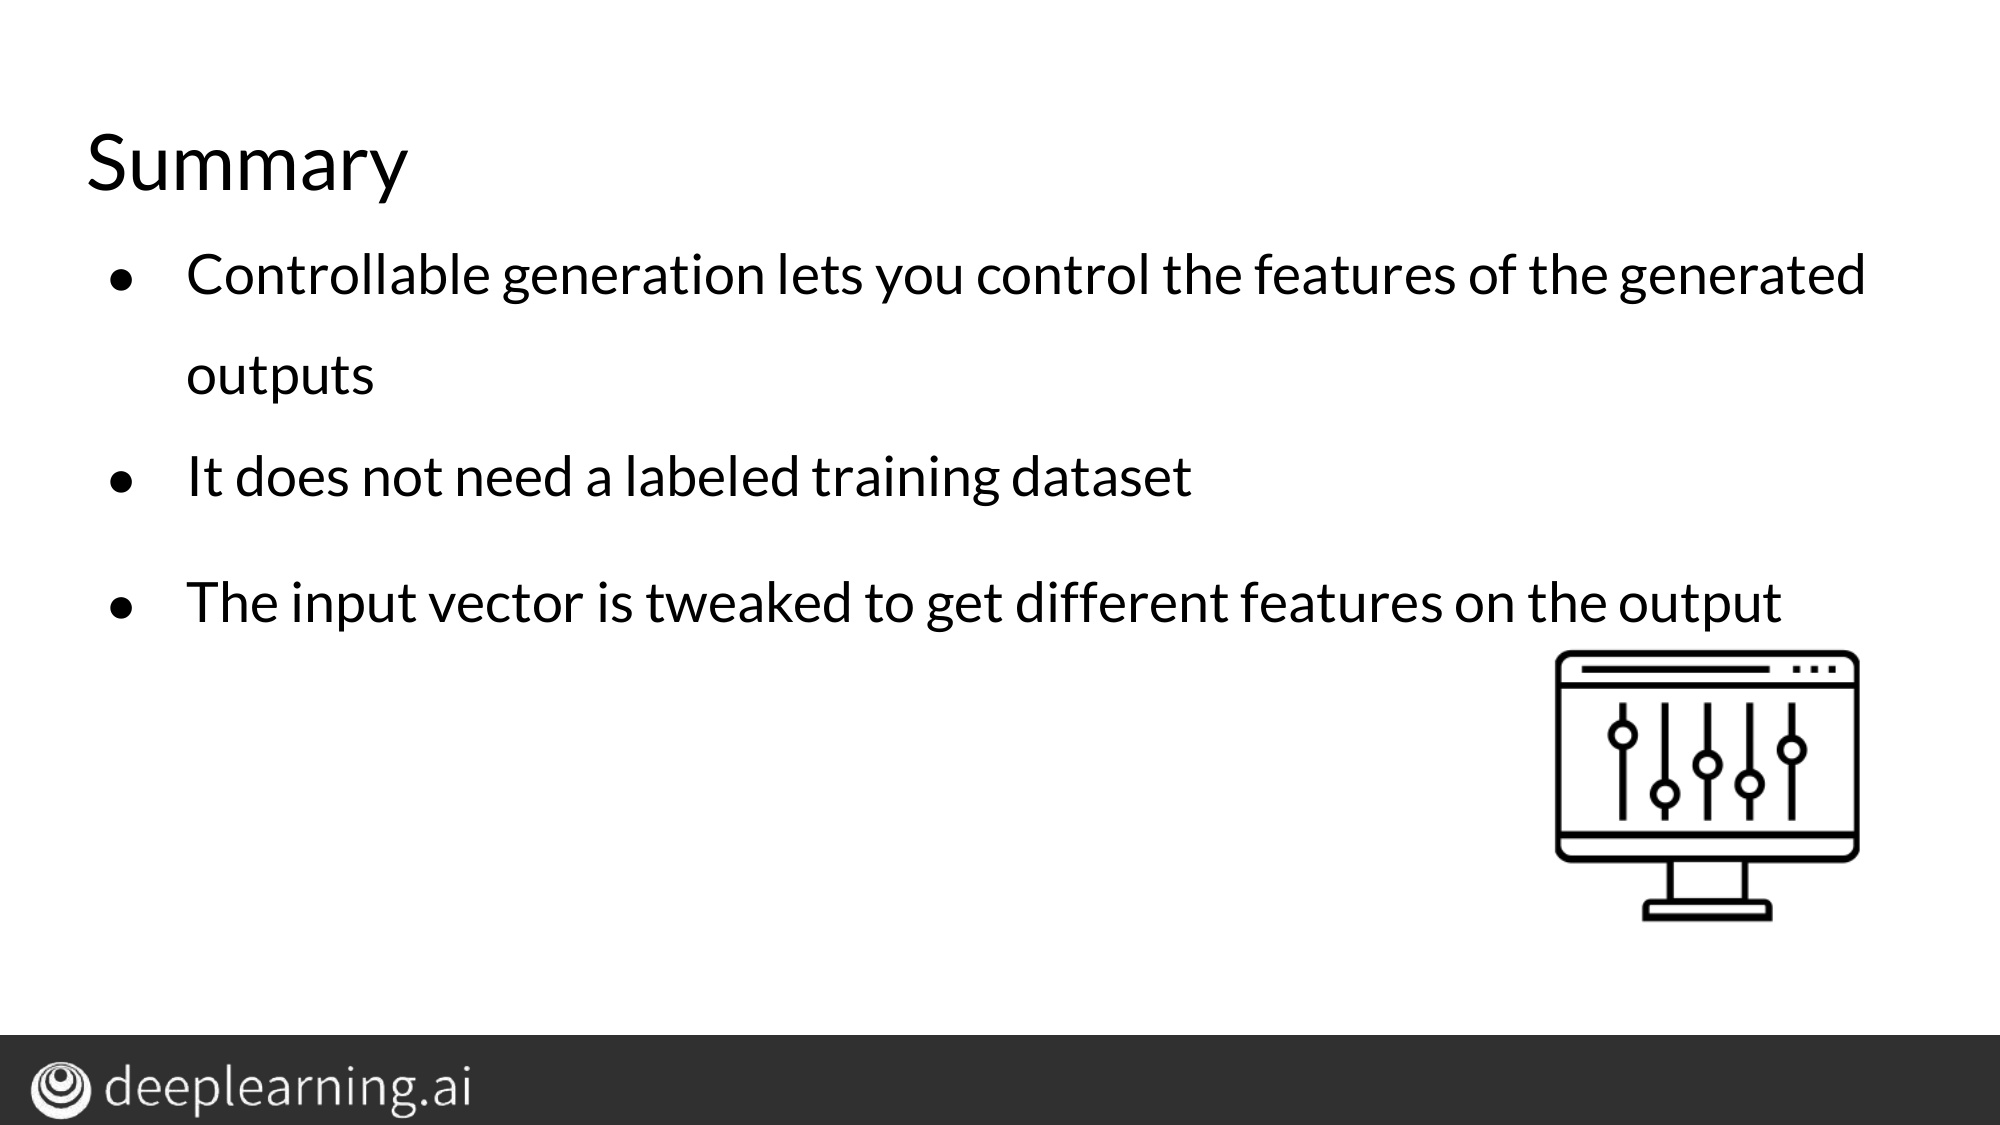 Summary
● Controllable generation lets you control the features of the generated
outputs
● It does not need a labeled training dataset
● The input vector is tweaked to get different features on the output
deeplearning.ai